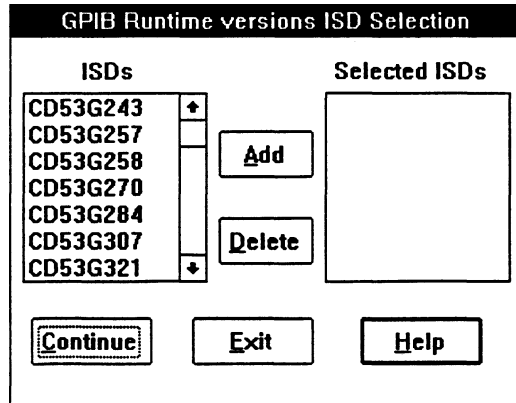 GPIB Runtime versions ISD Selection
ISDs
Selected ISDs
CD53G243
CD53G257
CD53G258
CD53G270
CD53G284
CD53G307
CD53G321
Add
Delete
Continue
Exit
Help